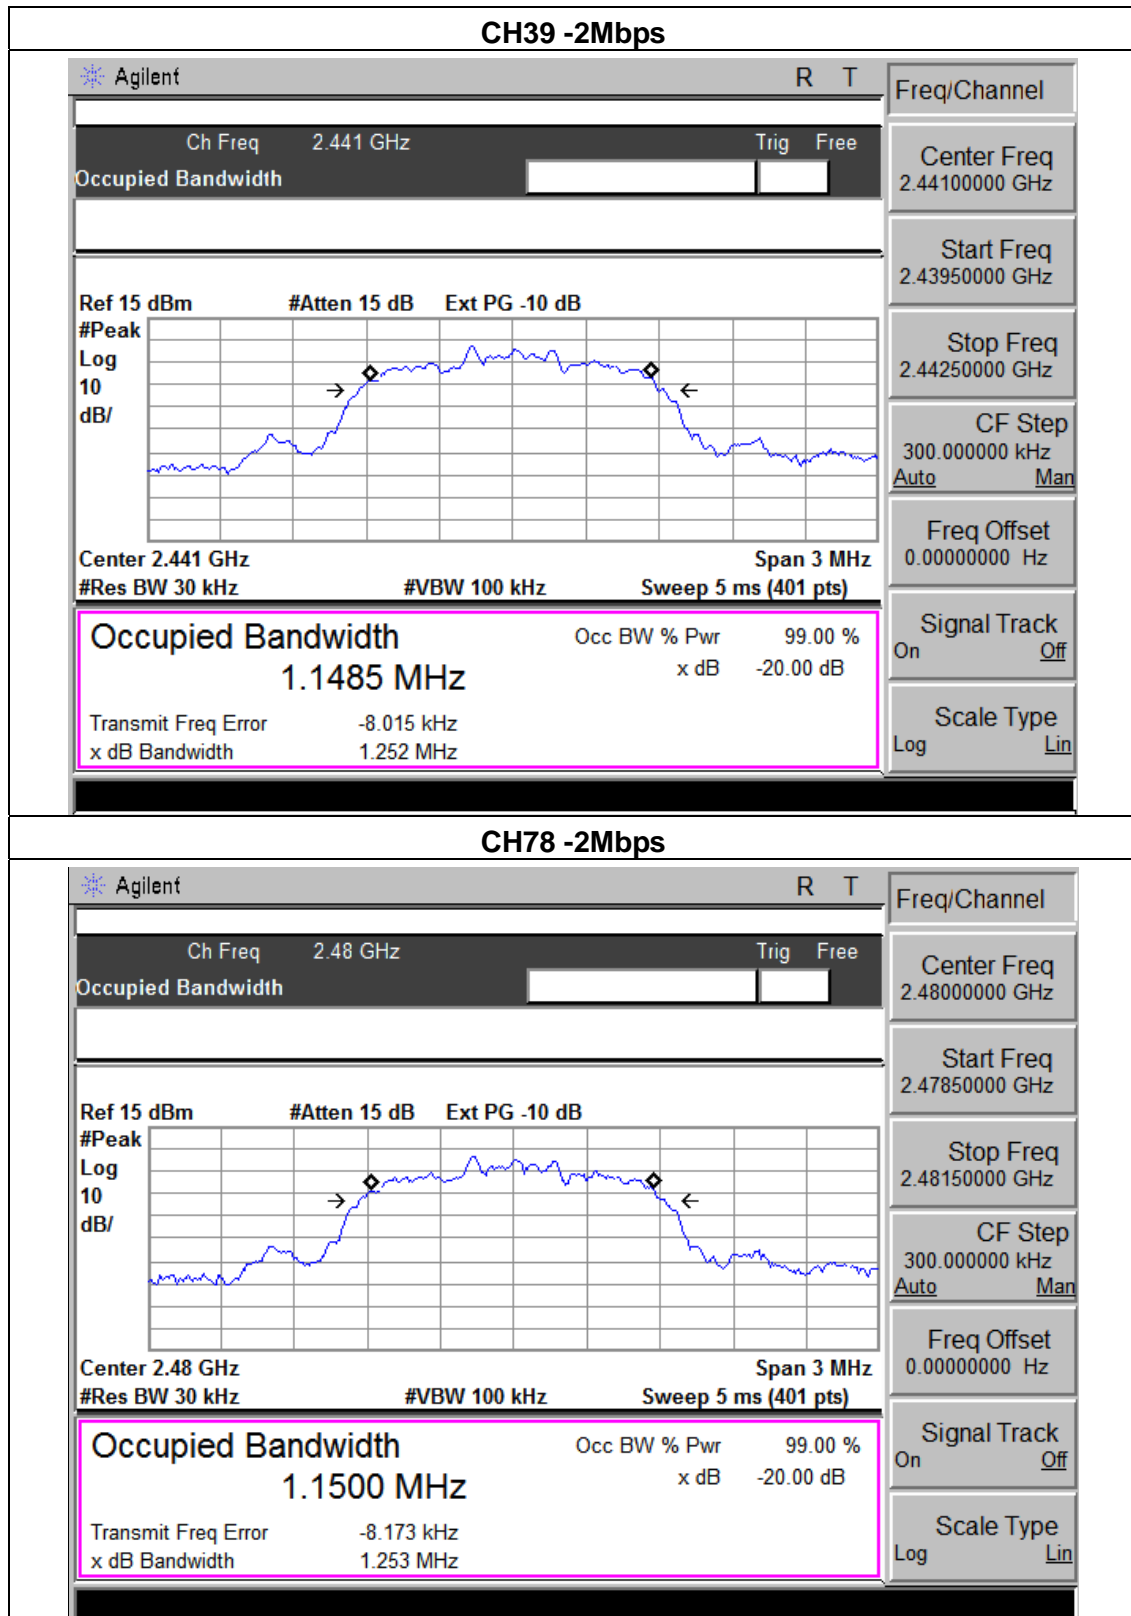 CH39 -2Mbps
Agilent R T
Ch Freq 2.441 GHz Trig Free
Occupied Bandwidth
Ref 15 dBm #Atten 15 dB Ext PG -10 dB
#Peak
Log
10
dB/
Center 2.441 GHz Span 3 MHz
#Res BW 30 kHz #VBW 100 kHz Sweep 5 ms (401 pts)
Occupied Bandwidth Occ BW % Pwr 99.00 %
1.1485 MHz x dB -20.00 dB
Transmit Freq Error -8.015 kHz
x dB Bandwidth 1.252 MHz
Freq/Channel
Center Freq
2.44100000 GHz
Start Freq
2.43950000 GHz
Stop Freq
2.44250000 GHz
CF Step
300.000000 kHz
Auto Man
Freq Offset
0.00000000 Hz
Signal Track
On Off
Scale Type
Log Lin
CH78 -2Mbps
Agilent R T
Ch Freq 2.48 GHz Trig Free
Occupied Bandwidth
Ref 15 dBm #Atten 15 dB Ext PG -10 dB
#Peak
Log
10
dB/
Center 2.48 GHz Span 3 MHz
#Res BW 30 kHz #VBW 100 kHz Sweep 5 ms (401 pts)
Occupied Bandwidth Occ BW % Pwr 99.00 %
1.1500 MHz x dB -20.00 dB
Transmit Freq Error -8.173 kHz
x dB Bandwidth 1.253 MHz
Freq/Channel
Center Freq
2.48000000 GHz
Start Freq
2.47850000 GHz
Stop Freq
2.48150000 GHz
CF Step
300.000000 kHz
Auto Man
Freq Offset
0.00000000 Hz
Signal Track
On Off
Scale Type
Log Lin